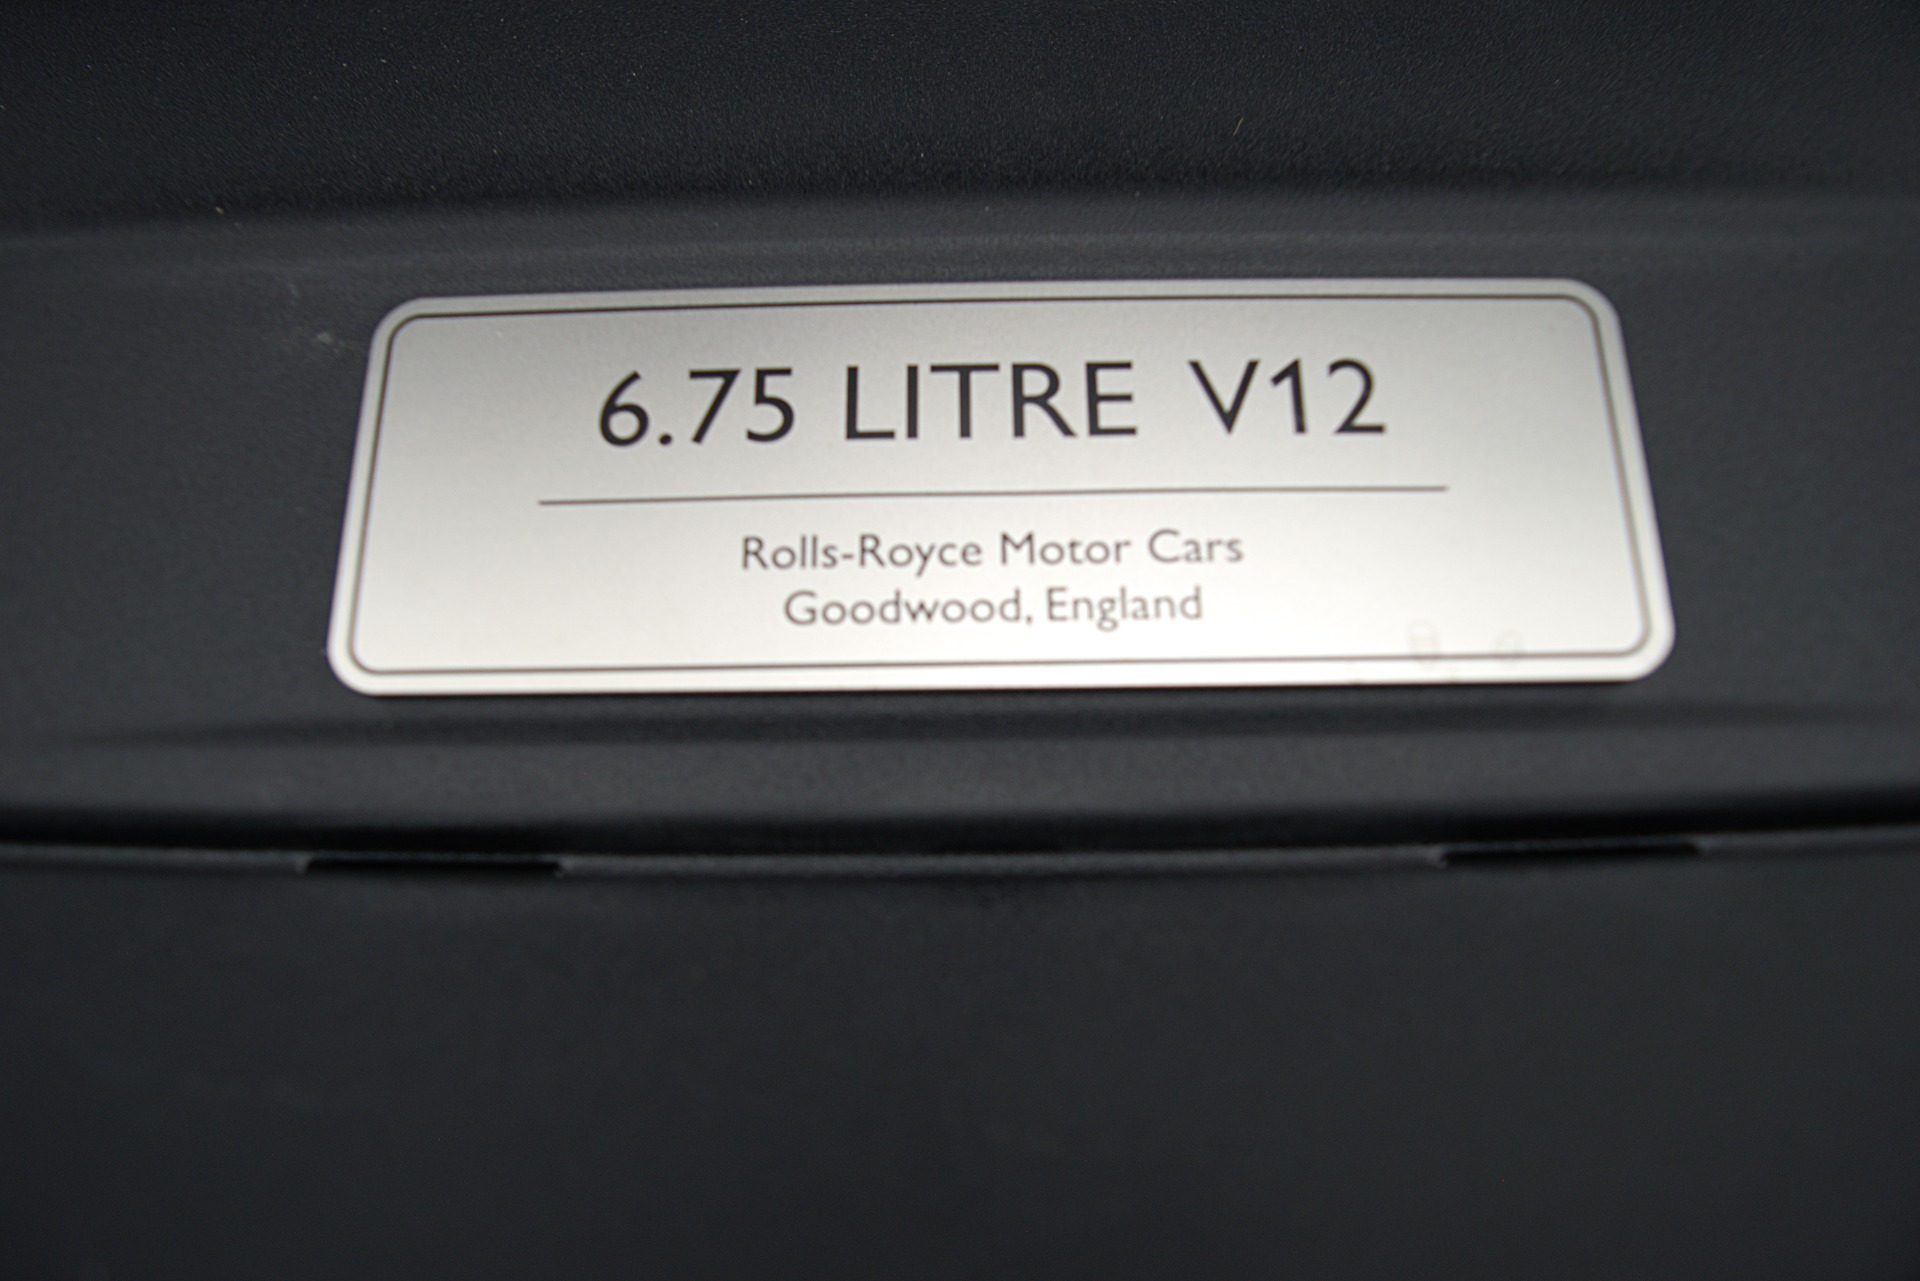 6.75 LITRE V12
Rolls-Royce Motor Cars
Goodwood, England